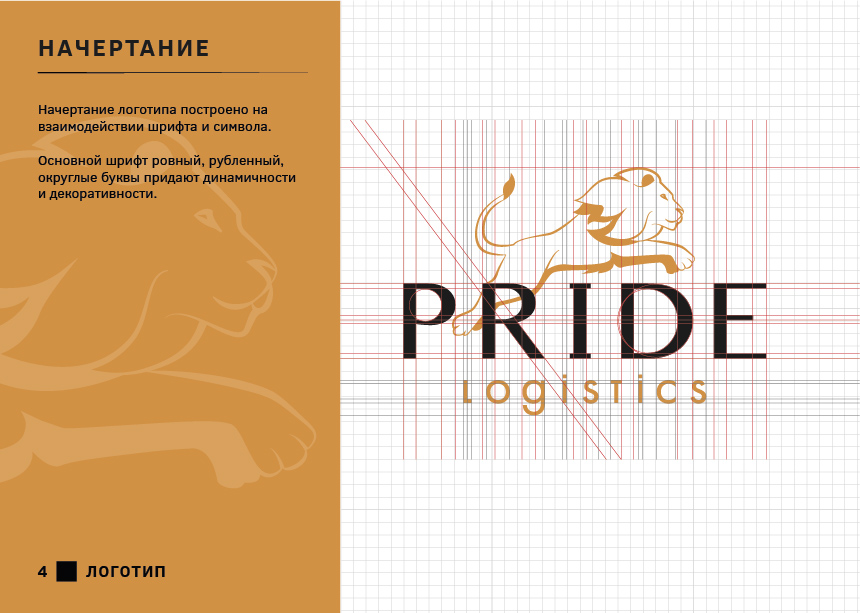 НАЧЕРТАНИЕ
Начертание логотипа построено на
взаимодействии шрифта и символа.
Основной шрифт ровный, рубленный,
округлые буквы придают динамичности
и декоративности.
PRIDE
logistics
4 ЛОГОТИП